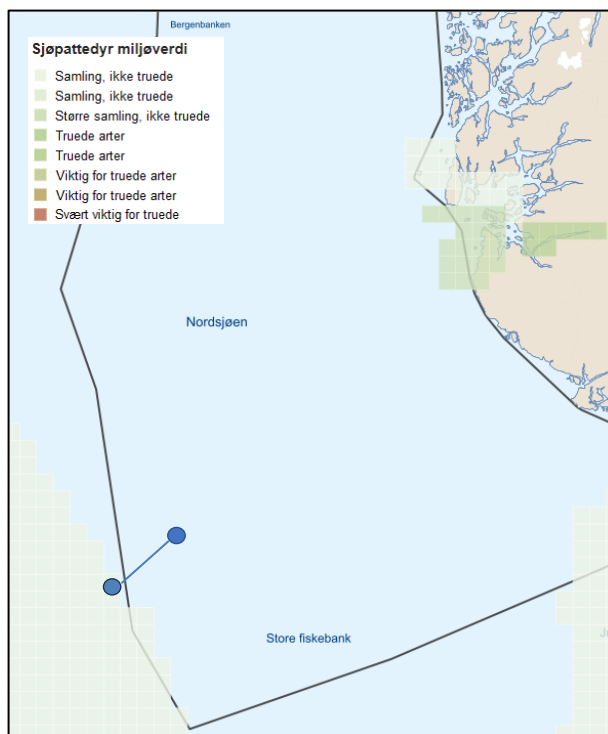 Bergenbanken
Sjøpattedyr miljøverdi
Samling, ikke truede
Samling, ikke truede
Større samling, ikke truede
Truede arter
Truede arter
Viktig for truede arter
Viktig for truede arter
Svært viktig for truede
Nordsjøen
Store fiskebank